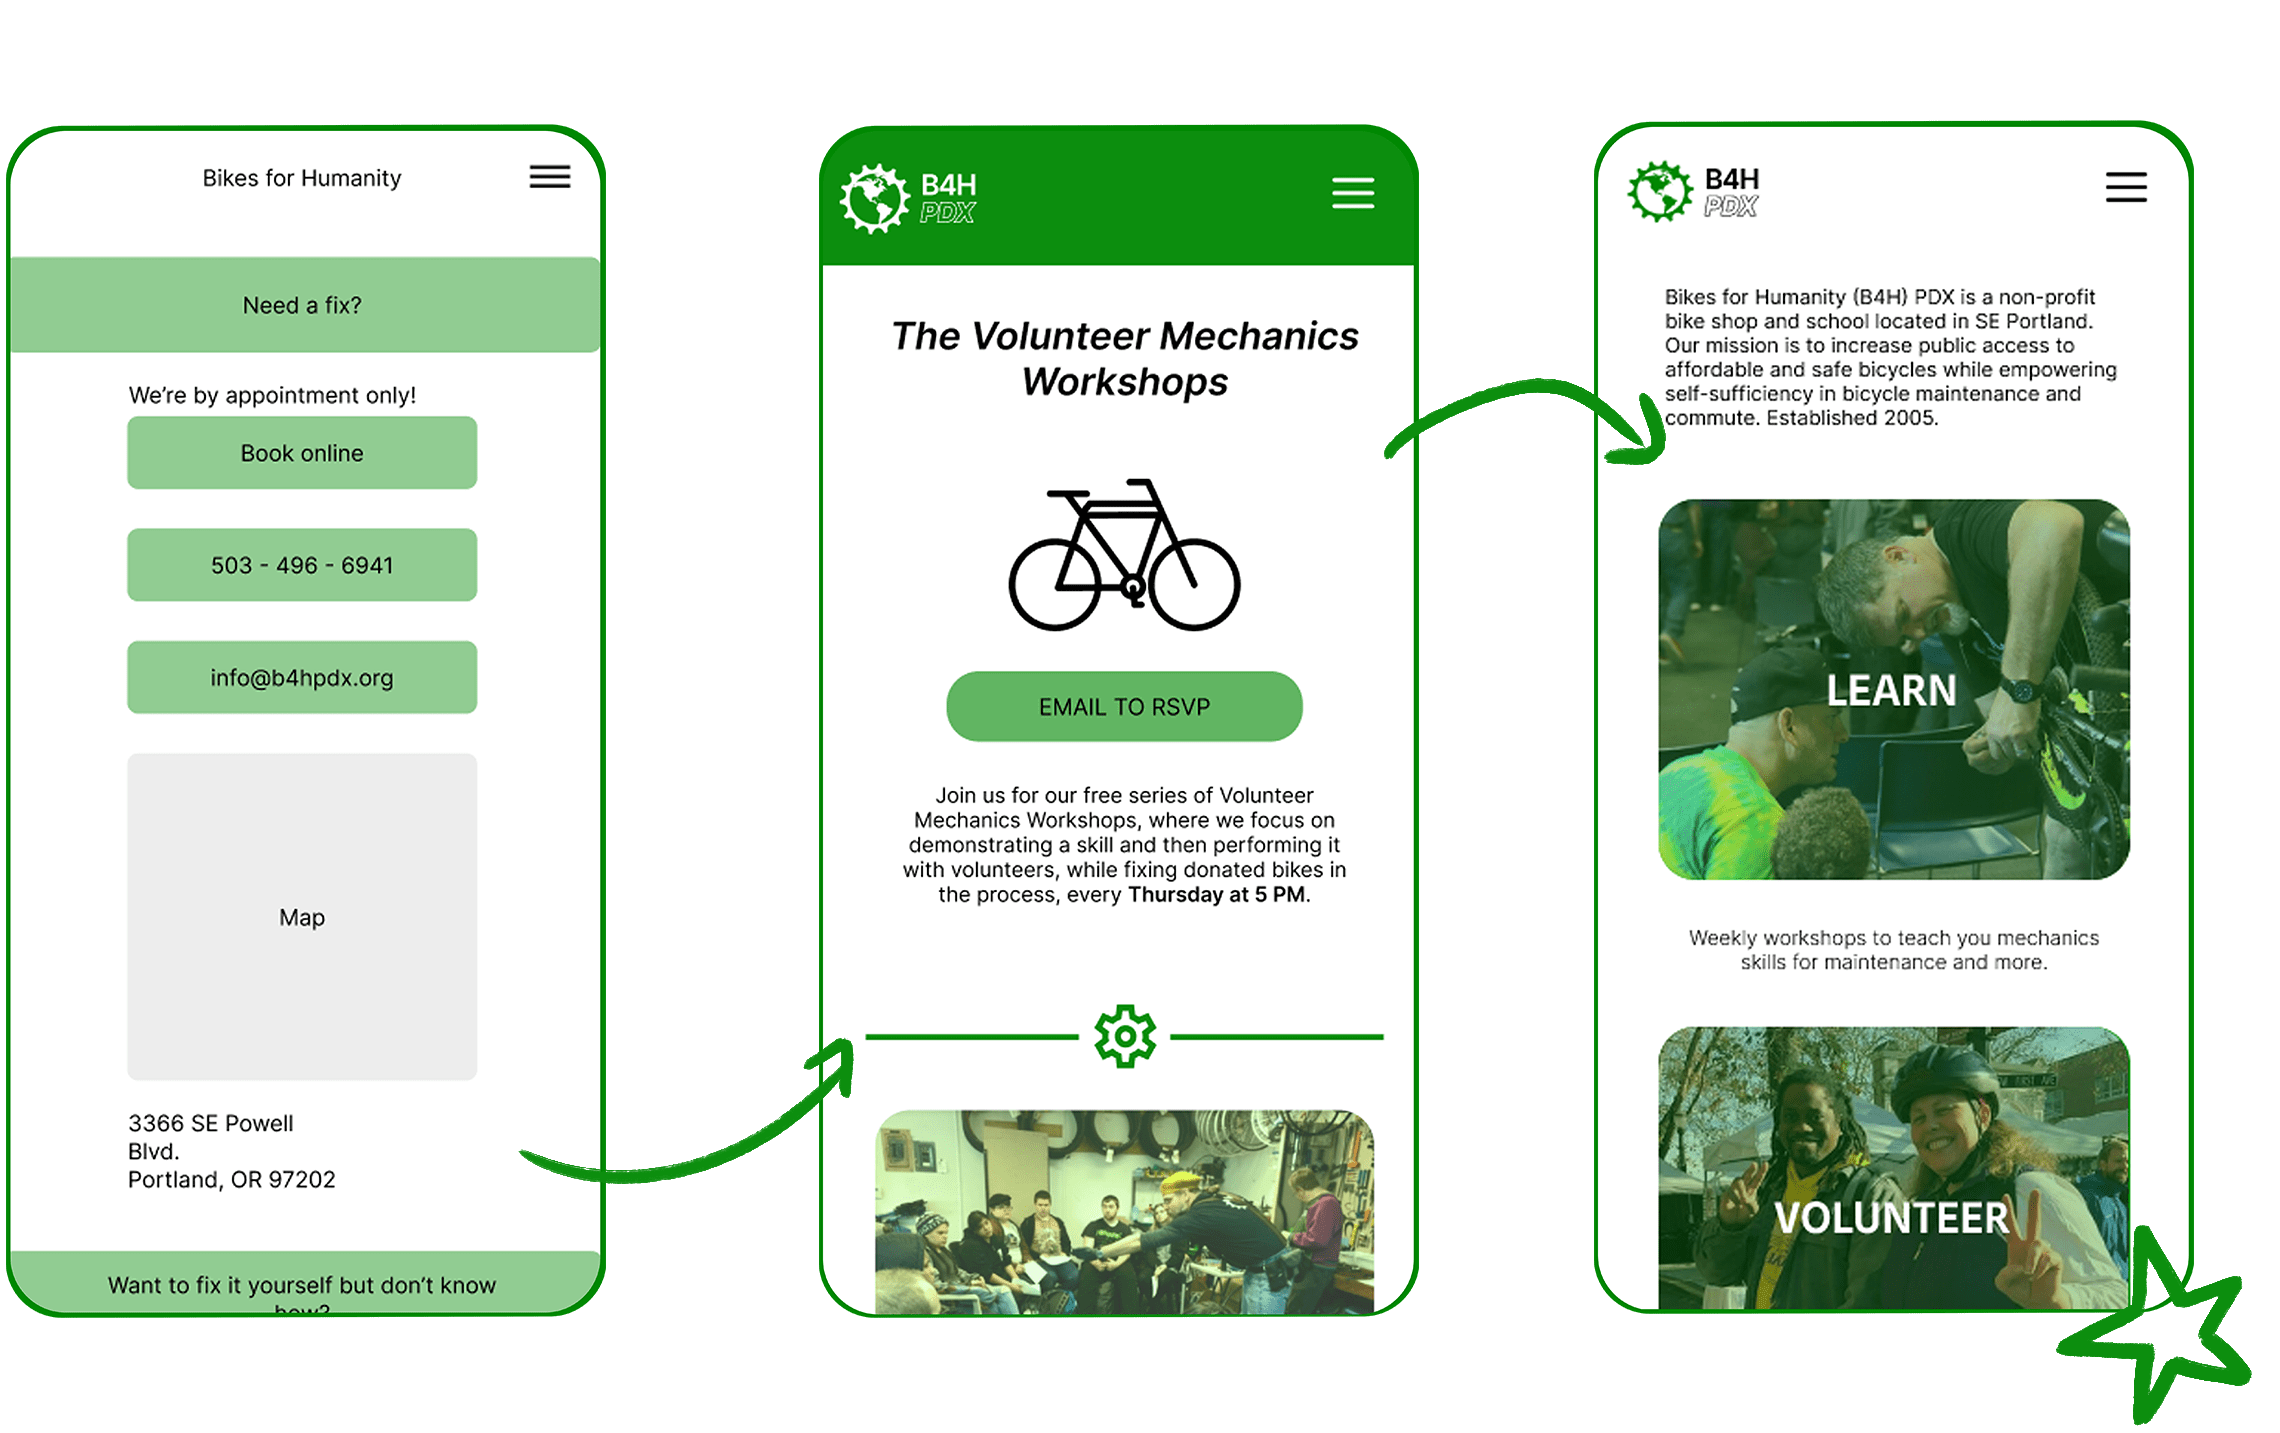 Bikes for Humanity
Need a fix?
We're by appointment only!
Book online
503 - 496 - 6941
info@b4hpdx.org
Map
3366 SE Powell
Blvd.
Portland, OR 97202
Want to fix it yourself but don't know
how?
B4H
PDX
The Volunteer Mechanics
Workshops
EMAIL TO RSVP
Join us for our free series of Volunteer
Mechanics Workshops, where we focus on
demonstrating a skill and then performing it
with volunteers, while fixing donated bikes in
the process, every Thursday at 5 PM.
B4H
PDX
Bikes for Humanity (B4H) PDX is a non-profit
bike shop and school located in SE Portland.
Our mission is to increase public access to
affordable and safe bicycles while empowering
self-sufficiency in bicycle maintenance and
commute. Established 2005.
LEARN
Weekly workshops to teach you mechanics
skills for maintenance and more.
VOLUNTEER